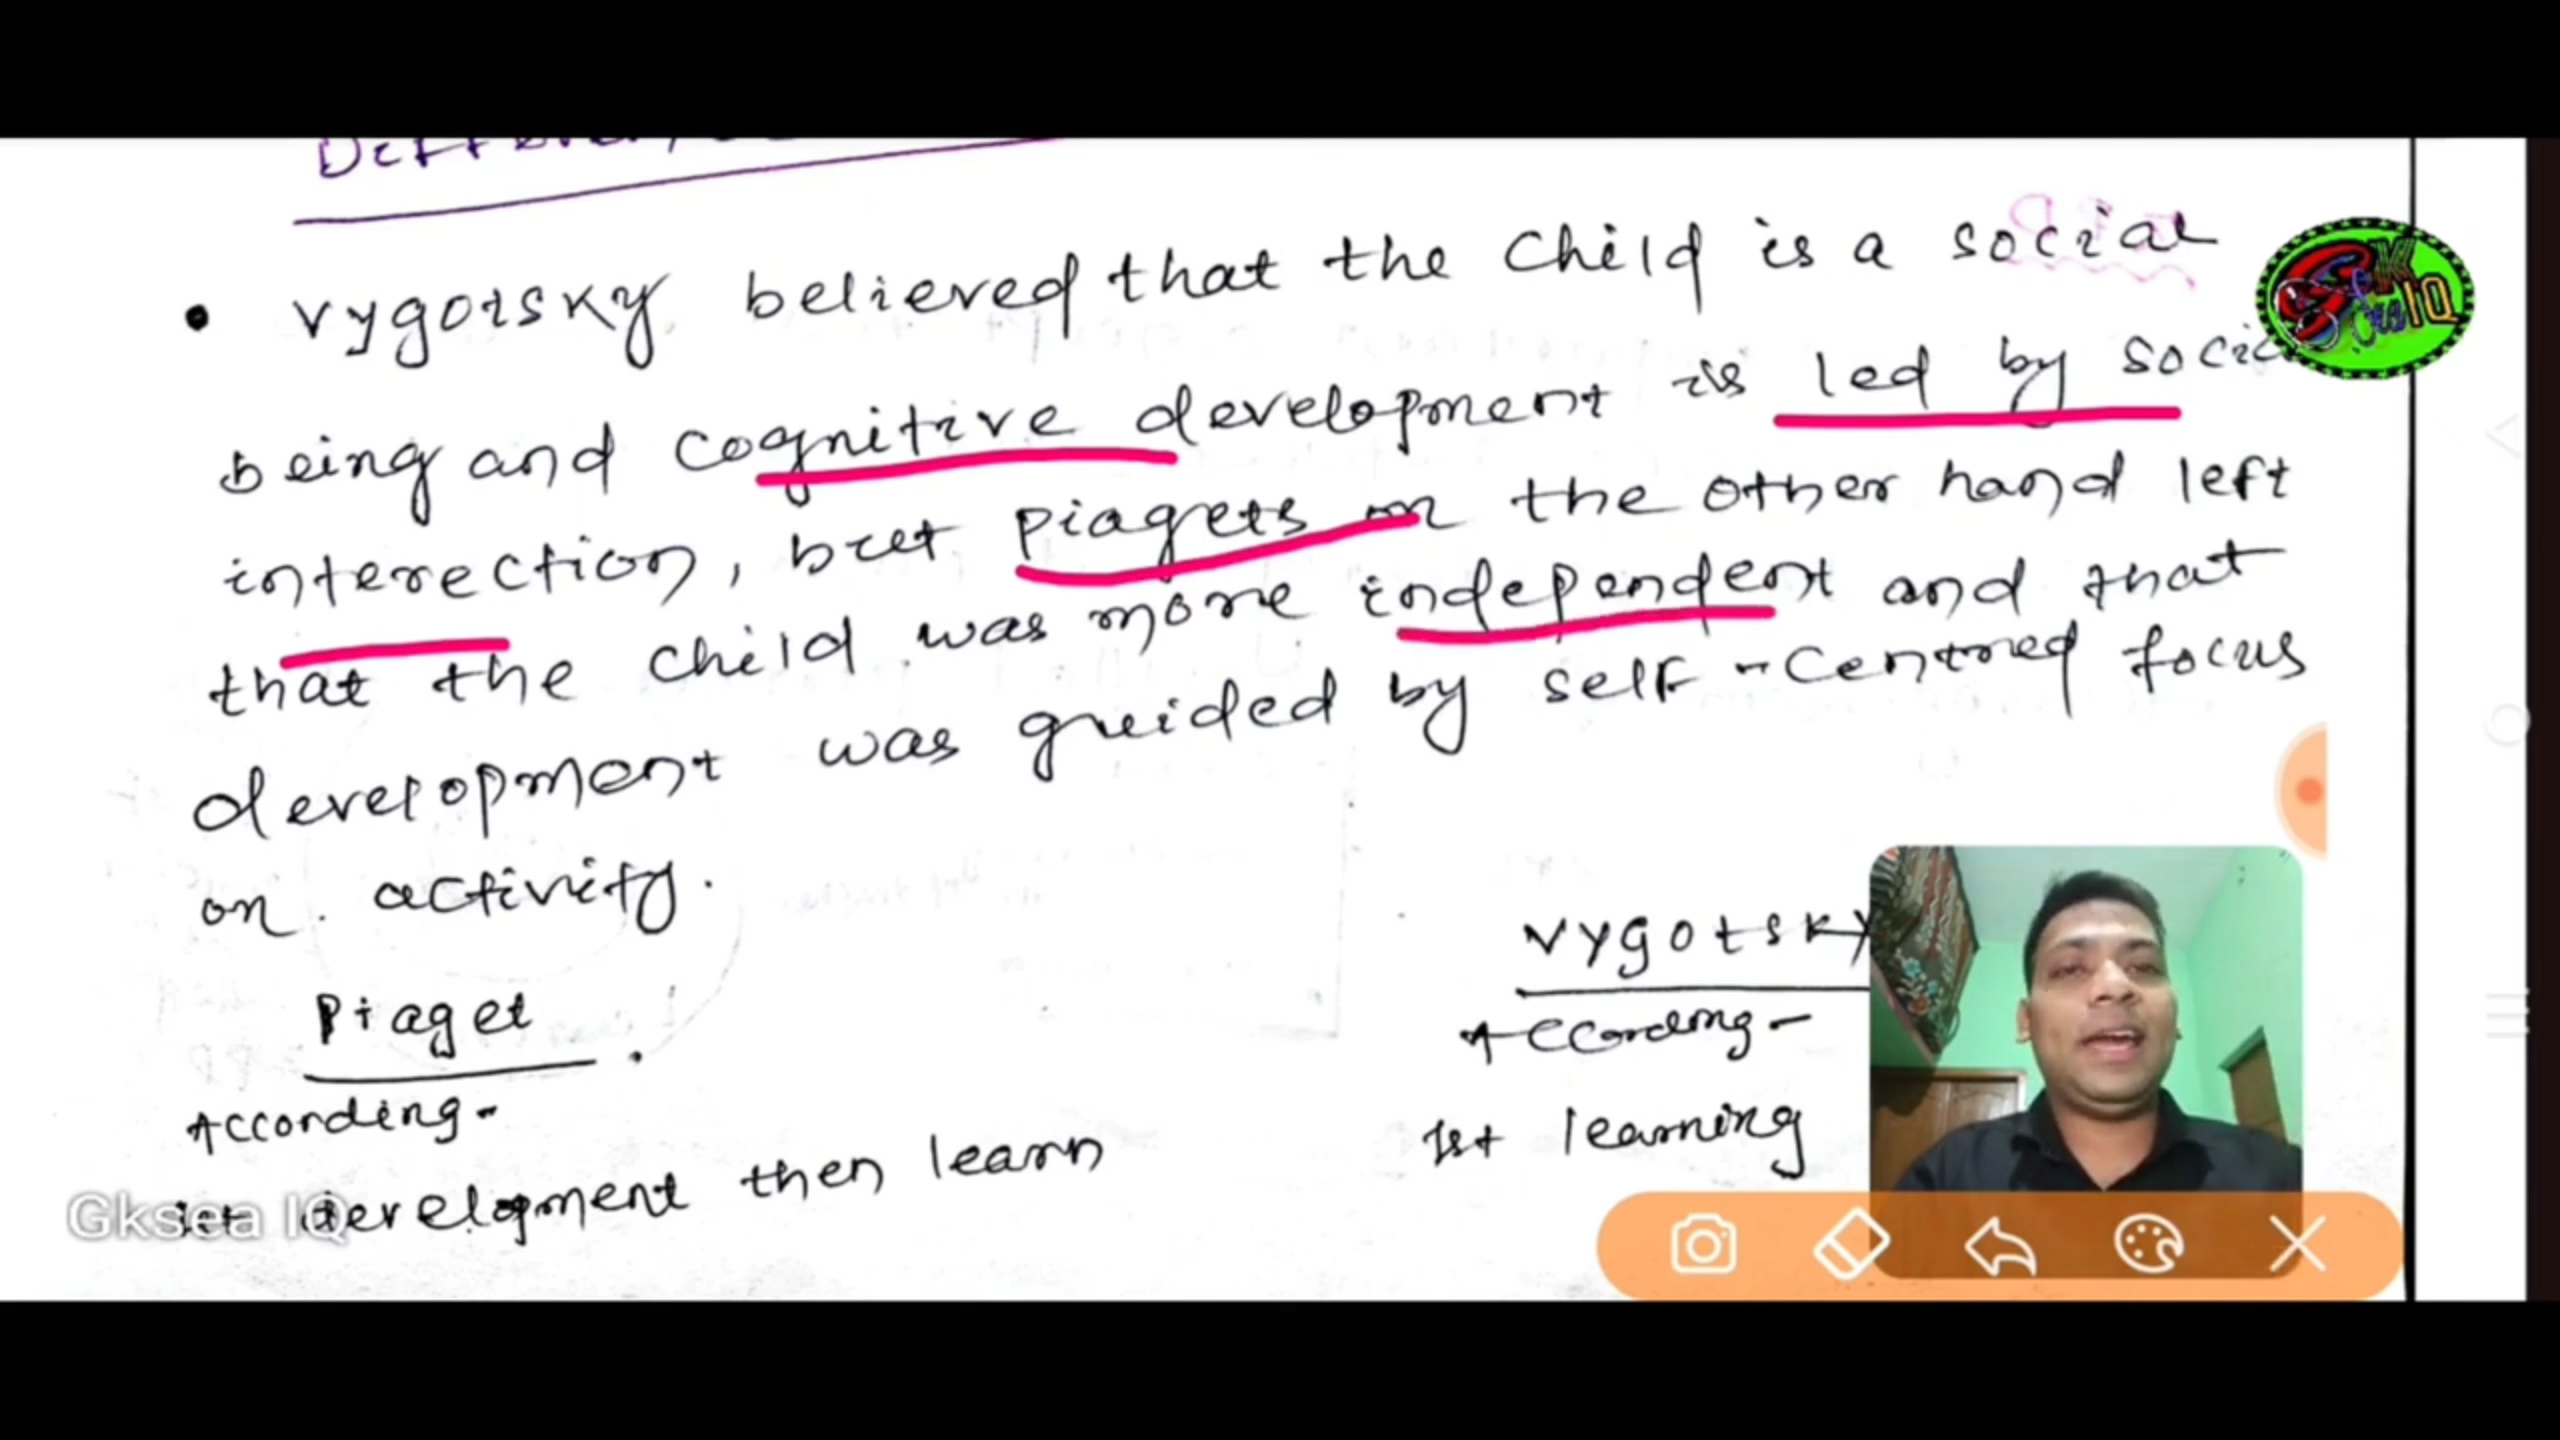 • Vygotsky believed that the child is a social
being and cognitive development is led by
interection, but piagets on the other hand left
that the child was more independent and that
development was guided by self-centred focus
on. activity.
Piaget
According-
1st development then learn
Vygotsky
According-
1st learning
Gksea IQ